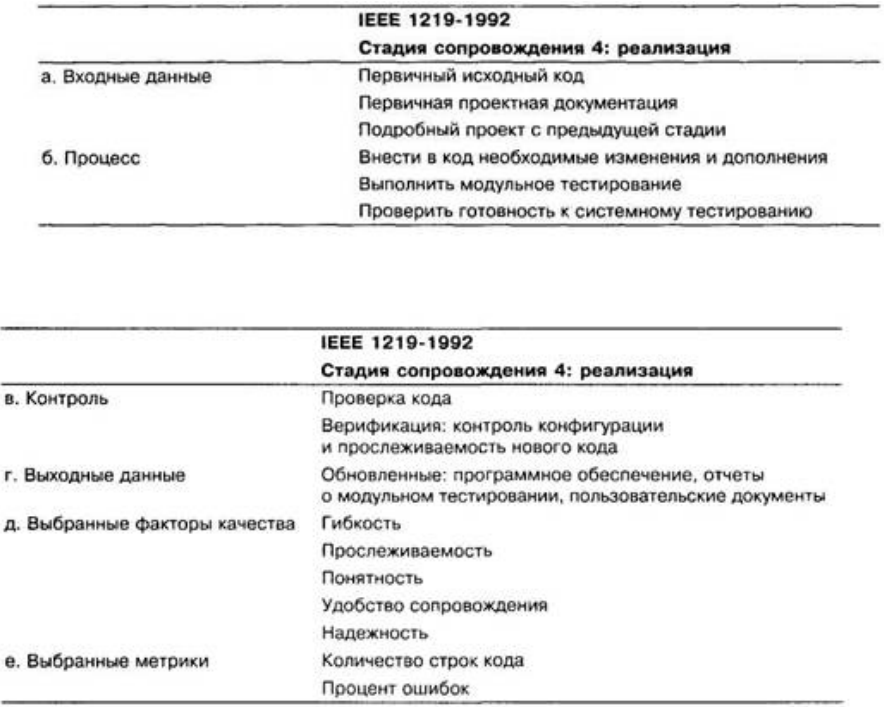 IEEE 1219-1992
Стадия сопровождения 4: реализация
а. Входные данные Первичный исходный код
Первичная проектная документация
Подробный проект с предыдущей стадии
б. Процесс Внести в код необходимые изменения и дополнения
Выполнить модульное тестирование
Проверить готовность к системному тестированию
IEEE 1219-1992
Стадия сопровождения 4: реализация
в. Контроль Проверка кода
Верификация: контроль конфигурации
и прослеживаемость нового кода
г. Выходные данные Обновленные: программное обеспечение, отчеты
о модульном тестировании, пользовательские документы
д. Выбранные факторы качества Гибкость
Прослеживаемость
Понятность
Удобство сопровождения
Надежность
е. Выбранные метрики Количество строк кода
Процент ошибок